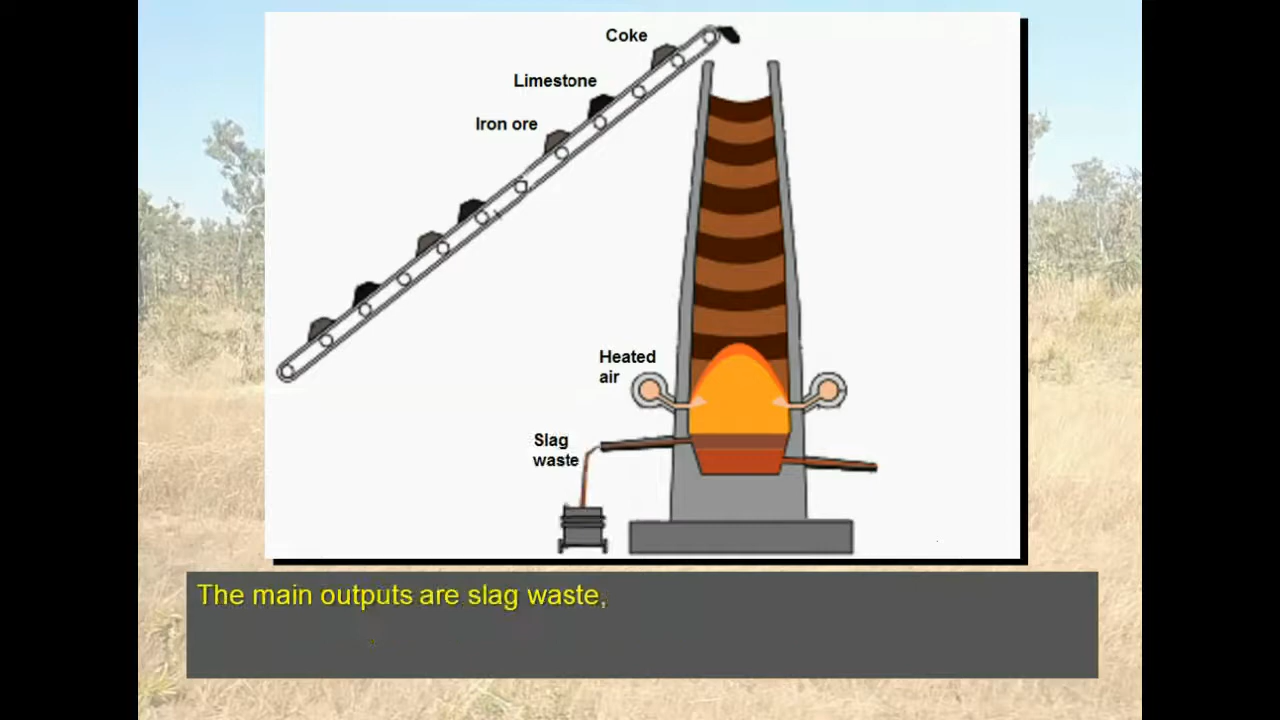 Coke
Limestone
Iron ore
Heated
air
Slag
waste
The main outputs are slag waste,